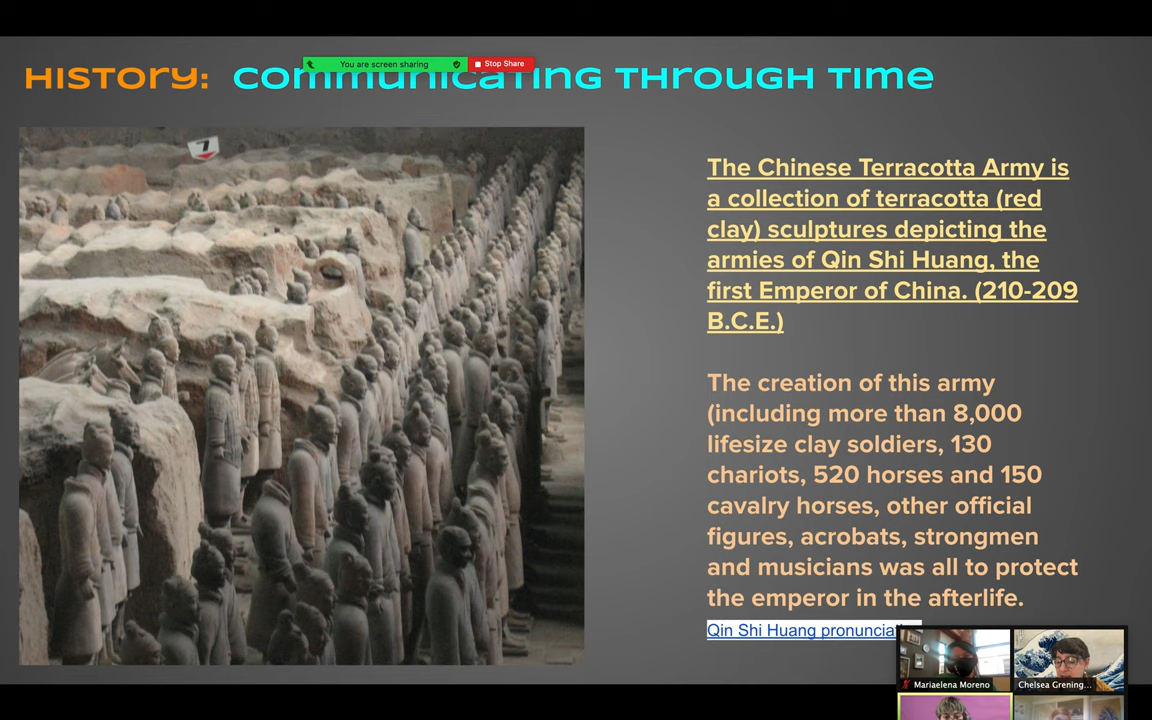 You are screen sharing
Stop Share
HISTORY: Communicating Through Time
7
The Chinese Terracotta Army is
a collection of terracotta (red
clay) sculptures depicting the
armies of Qin Shi Huang, the
first Emperor of China. (210-209
B.C.E.)
The creation of this army
(including more than 8,000
lifesize clay soldiers, 130
chariots, 520 horses and 150
cavalry horses, other official
figures, acrobats, strongmen
and musicians was all to protect
the emperor in the afterlife.
Qin Shi Huang
Mariaelena Moreno
Chelsea Grening...